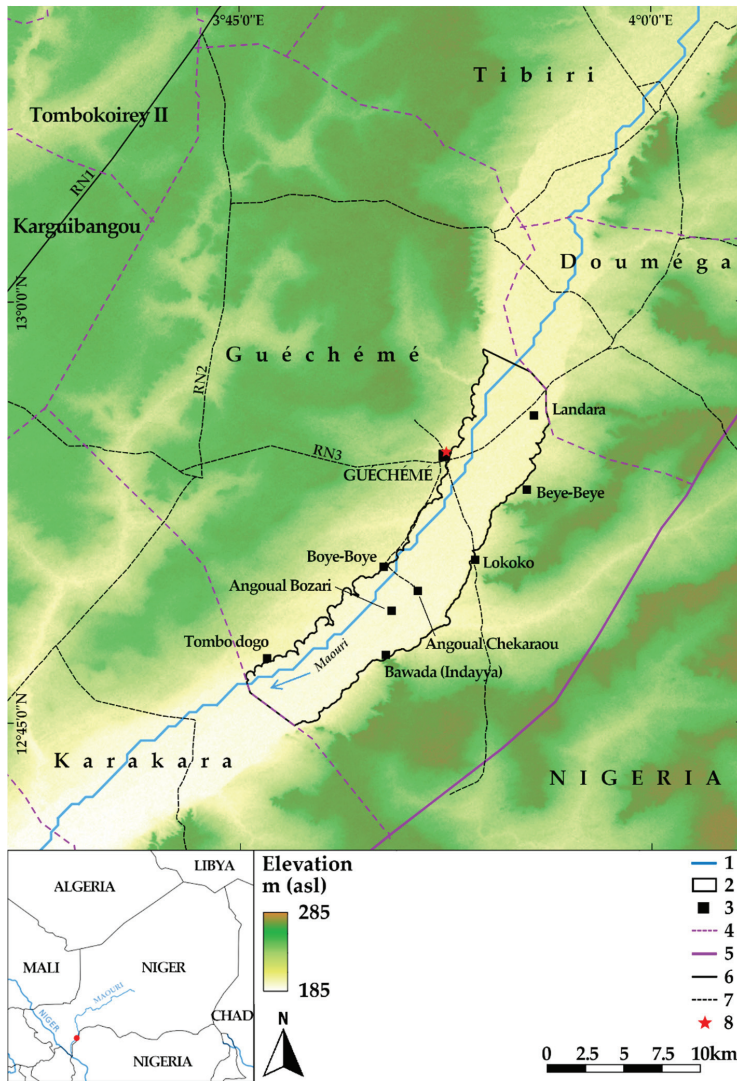 3°45'0"E
4°0'0"E
Tibiri
Tombokoirey II
RN1
Karguibangou
Douméga
13°0'0"N
Guéchémé
RN2
Landara
RN3
GUECHÉMÉ
Beye-Beye
Boye-Boye
Lokoko
Angoual Bozari
Angoual Chekaraou
Tombo dogo
Maouri
Bawada (Indayya)
12°45'0"N
Karakara
NIGERIA
LIBYA
ALGERIA
MALI
NIGER
MAOURI
NIGER
CHAD
NIGERIA
Elevation
m (asl)
285
185
N
1
2
3
4
5
6
7
8
0 2.5 5 7.5 10km